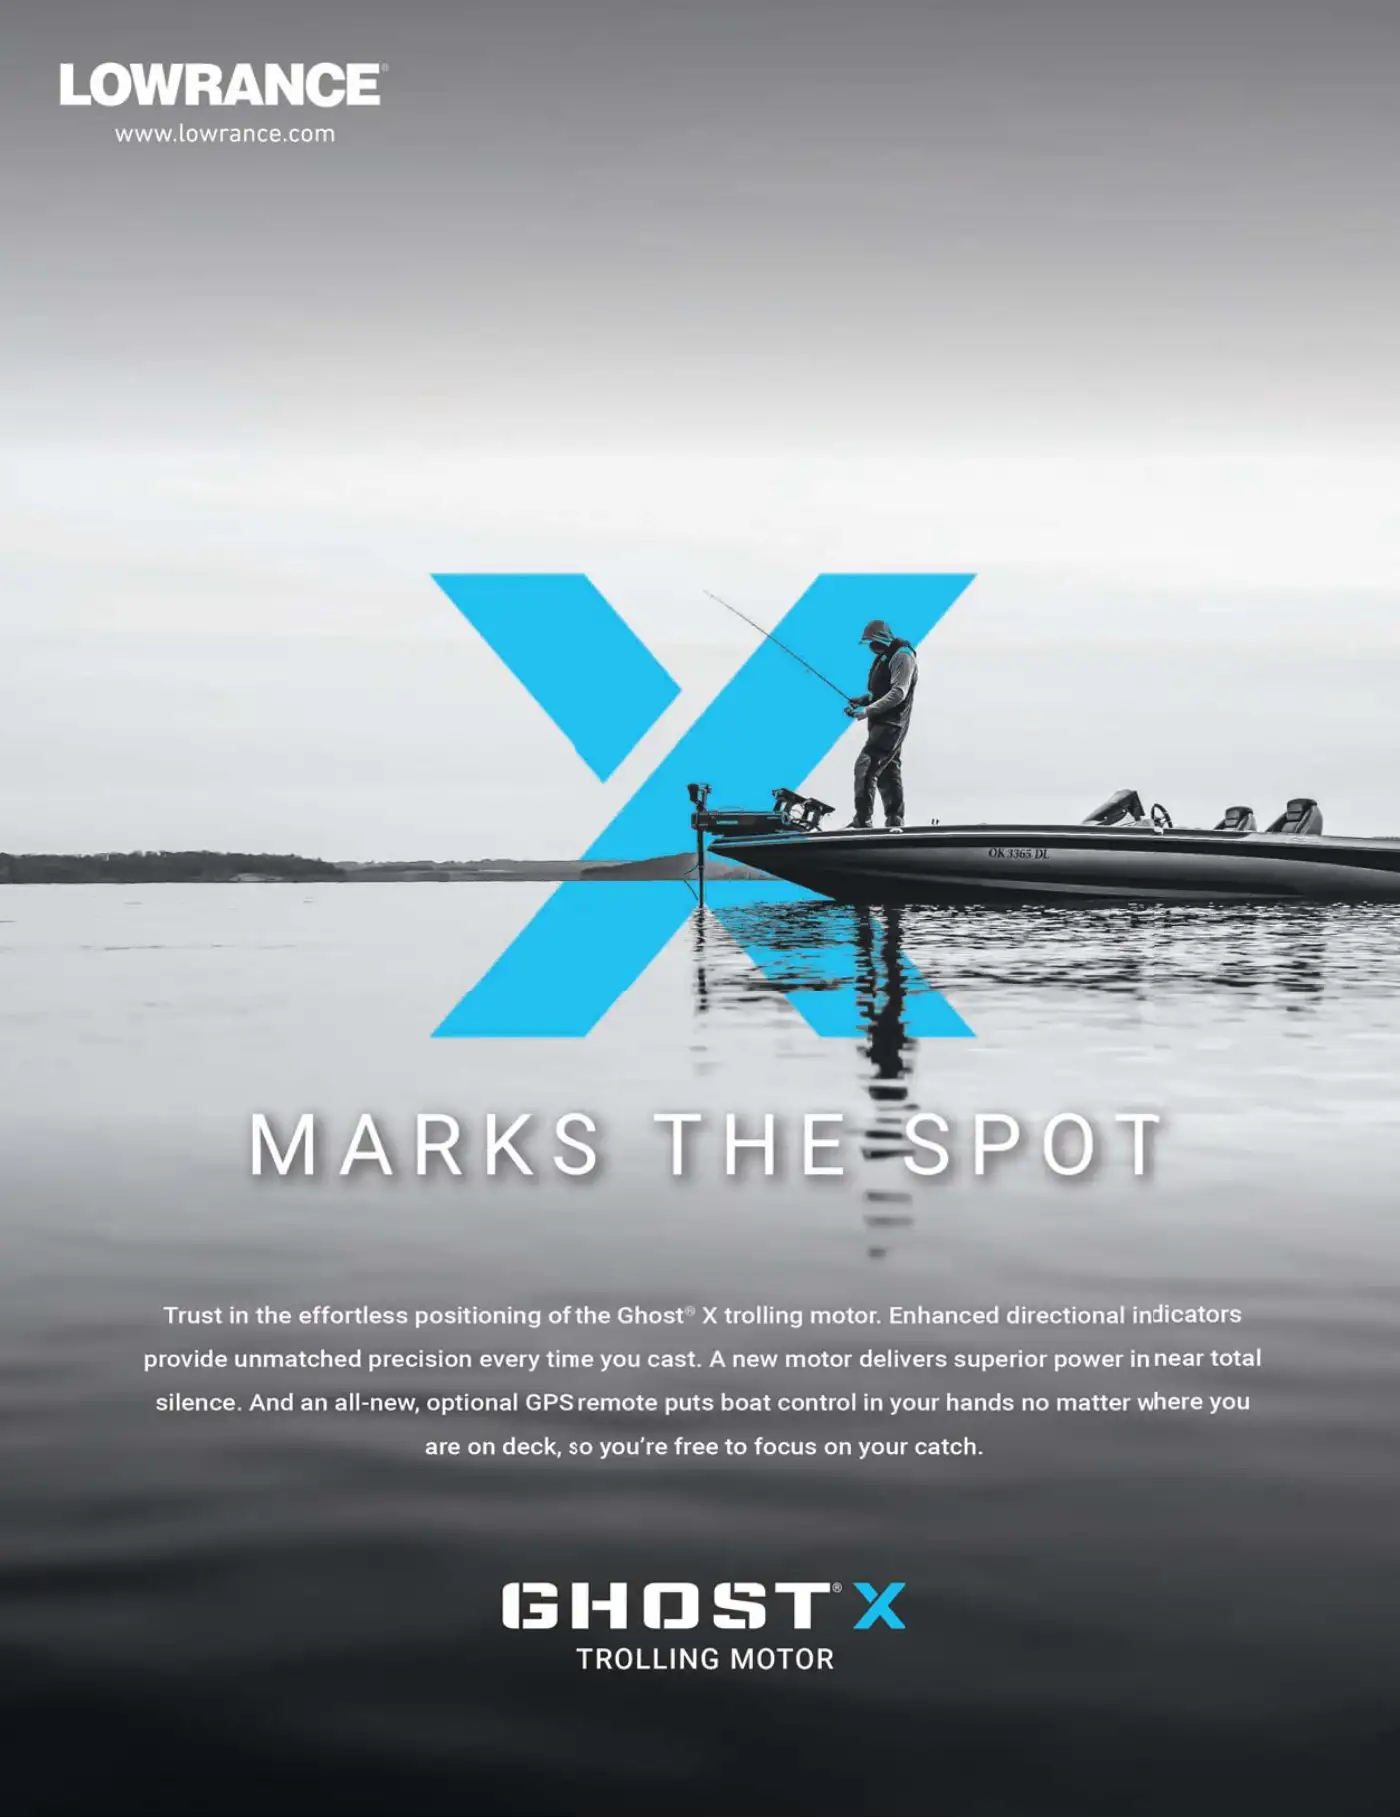 LOWRANCE®
www.lowrance.com
X
OK 3365 DL
MARKS THE SPOT
Trust in the effortless positioning of the Ghost® X trolling motor. Enhanced directional indicators
provide unmatched precision every time you cast. A new motor delivers superior power in near total
silence. And an all-new, optional GPS remote puts boat control in your hands no matter where you
are on deck, so you’re free to focus on your catch.
GHOST® X
TROLLING MOTOR